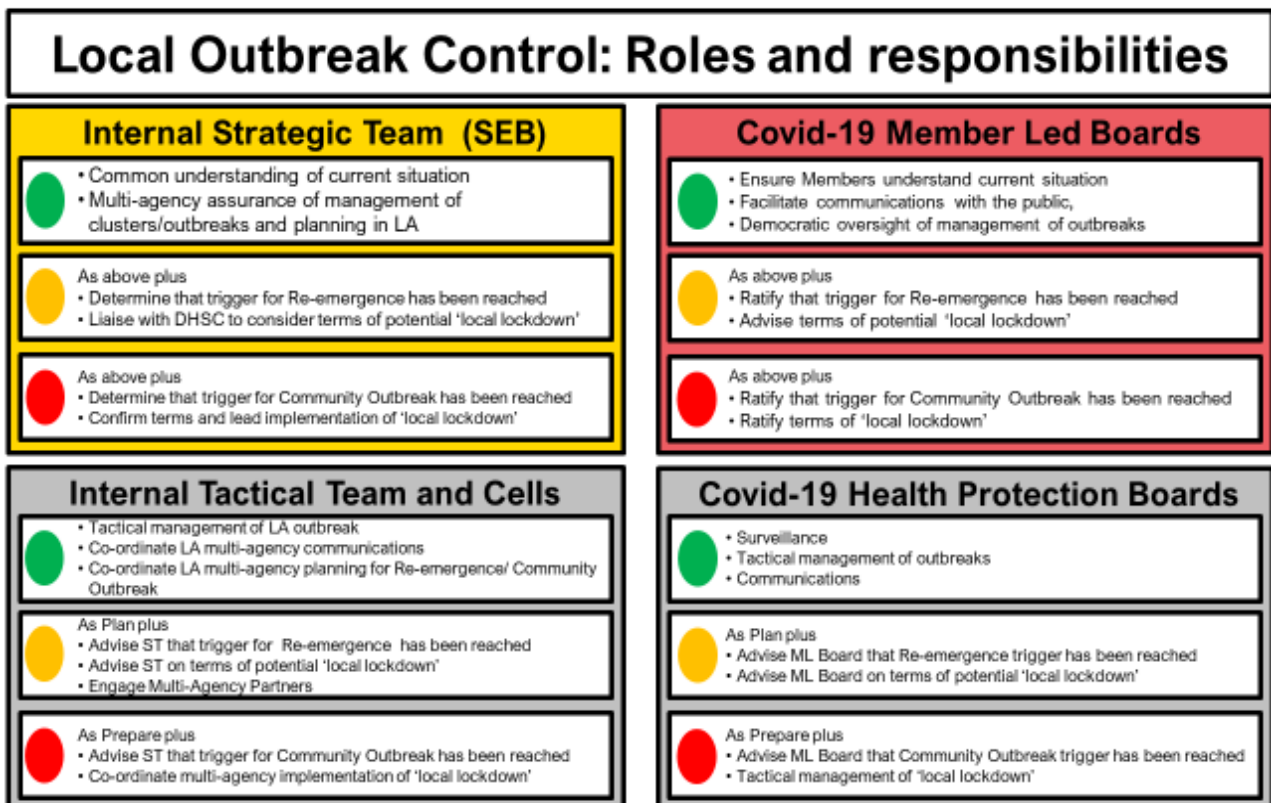 Local Outbreak Control: Roles and responsibilities
Internal Strategic Team (SEB)
• Common understanding of current situation
• Multi-agency assurance of management of
clusters/outbreaks and planning in LA
As above plus
• Determine that trigger for Re-emergence has been reached
• Liaise with DHSC to consider terms of potential ‘local lockdown’
As above plus
• Determine that trigger for Community Outbreak has been reached
• Confirm terms and lead implementation of ‘local lockdown’
Covid-19 Member Led Boards
• Ensure Members understand current situation
• Facilitate communications with the public,
• Democratic oversight of management of outbreaks
As above plus
• Ratify that trigger for Re-emergence has been reached
• Advise terms of potential ‘local lockdown’
As above plus
• Ratify that trigger for Community Outbreak has been reached
• Ratify terms of ‘local lockdown’
Internal Tactical Team and Cells
• Tactical management of LA outbreak
• Co-ordinate LA multi-agency communications
• Co-ordinate LA multi-agency planning for Re-emergence/ Community
Outbreak
As Plan plus
• Advise ST that trigger for Re-emergence has been reached
• Advise ST on terms of potential ‘local lockdown’
• Engage Multi-Agency Partners
As Prepare plus
• Advise ST that trigger for Community Outbreak has been reached
• Co-ordinate multi-agency implementation of ‘local lockdown’
Covid-19 Health Protection Boards
• Surveillance
• Tactical management of outbreaks
• Communications
As Plan plus
• Advise ML Board that Re-emergence trigger has been reached
• Advise ML Board on terms of potential ‘local lockdown’
As Prepare plus
• Advise ML Board that Community Outbreak trigger has been reached
• Tactical management of ‘local lockdown’